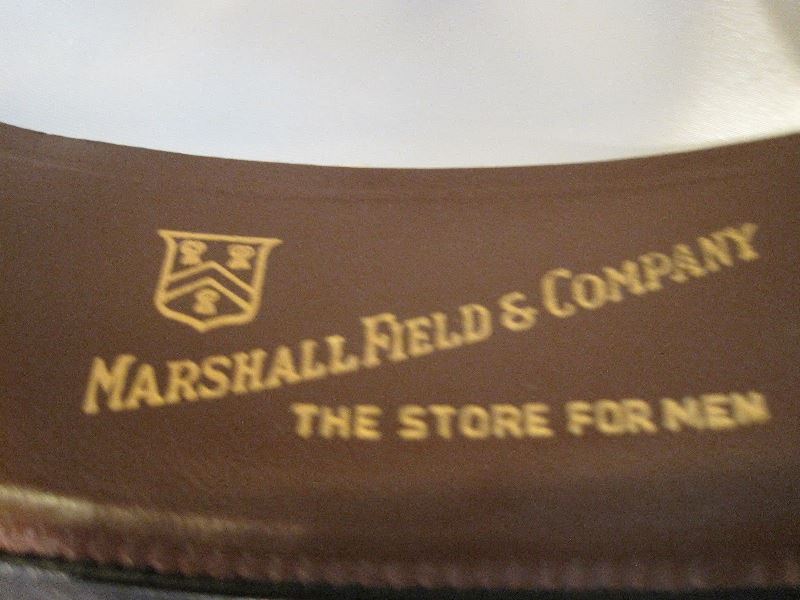 MARSHALL FIELD & COMPANY
THE STORE FOR MEN